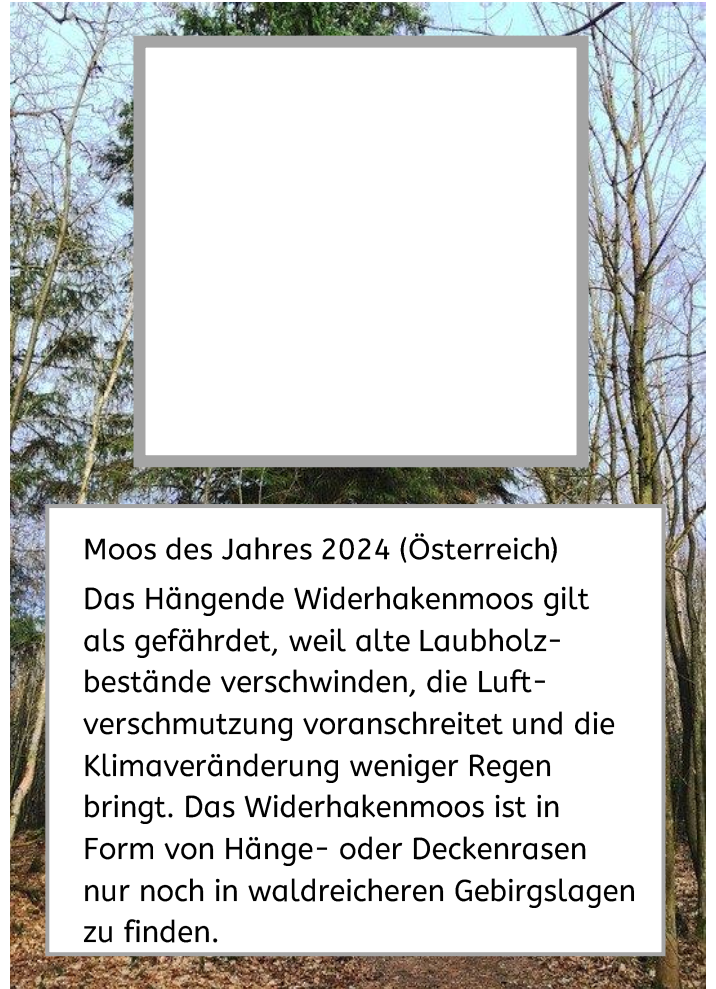 Moos des Jahres 2024 (Österreich)
Das Hängende Widerhakenmoos gilt
als gefährdet, weil alte Laubholz-
bestände verschwinden, die Luft-
verschmutzung voranschreitet und die
Klimaveränderung weniger Regen
bringt. Das Widerhakenmoos ist in
Form von Hänge- oder Deckenrasen
nur noch in waldreicheren Gebirgslagen
zu finden.